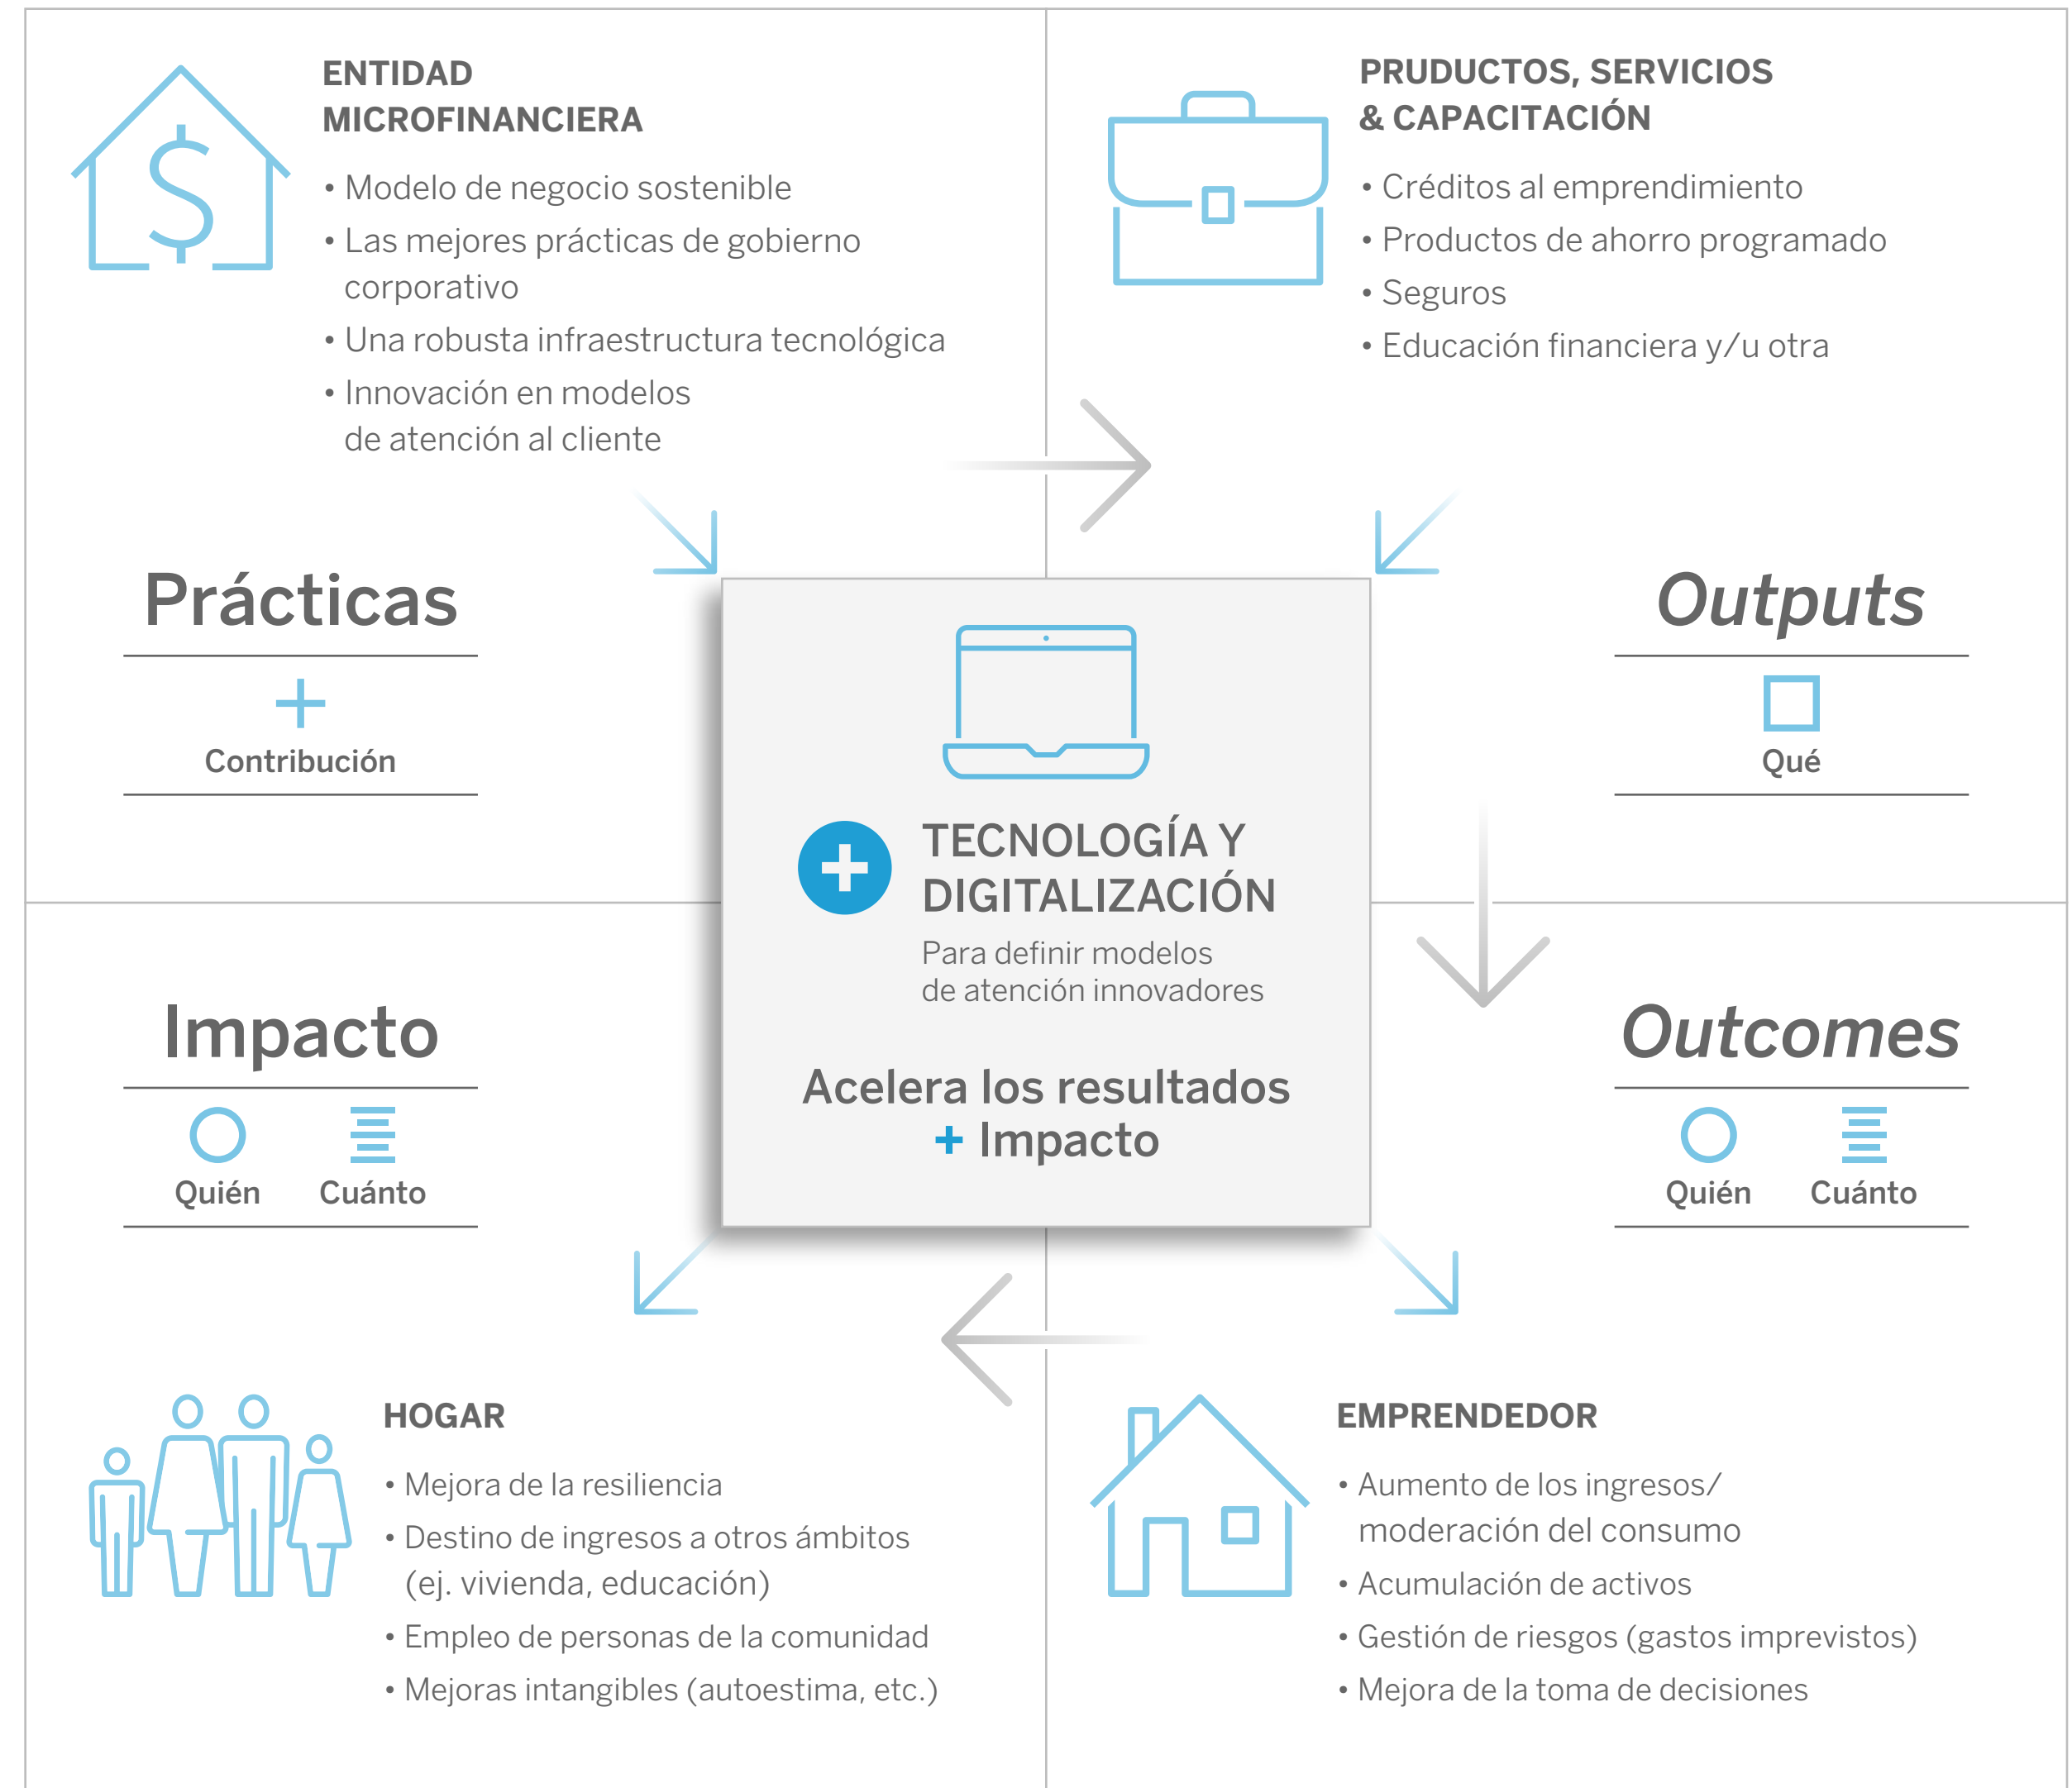 ENTIDAD
MICROFINANCIERA
• Modelo de negocio sostenible
• Las mejores prácticas de gobierno
corporativo
• Una robusta infraestructura tecnológica
• Innovación en modelos
de atención al cliente
Prácticas
Contribución
PRUDUCTOS, SERVICIOS
& CAPACITACIÓN
• Créditos al emprendimiento
• Productos de ahorro programado
• Seguros
• Educación financiera y/u otra
Outputs
Qué
TECNOLOGÍA Y
DIGITALIZACIÓN
Para definir modelos
de atención innovadores
Acelera los resultados
+ Impacto
Outcomes
Quién Cuánto
EMPRENDEDOR
• Aumento de los ingresos/
moderación del consumo
• Acumulación de activos
• Gestión de riesgos (gastos imprevistos)
• Mejora de la toma de decisiones
Impacto
Quién Cuánto
HOGAR
• Mejora de la resiliencia
• Destino de ingresos a otros ámbitos
(ej. vivienda, educación)
• Empleo de personas de la comunidad
• Mejoras intangibles (autoestima, etc.)